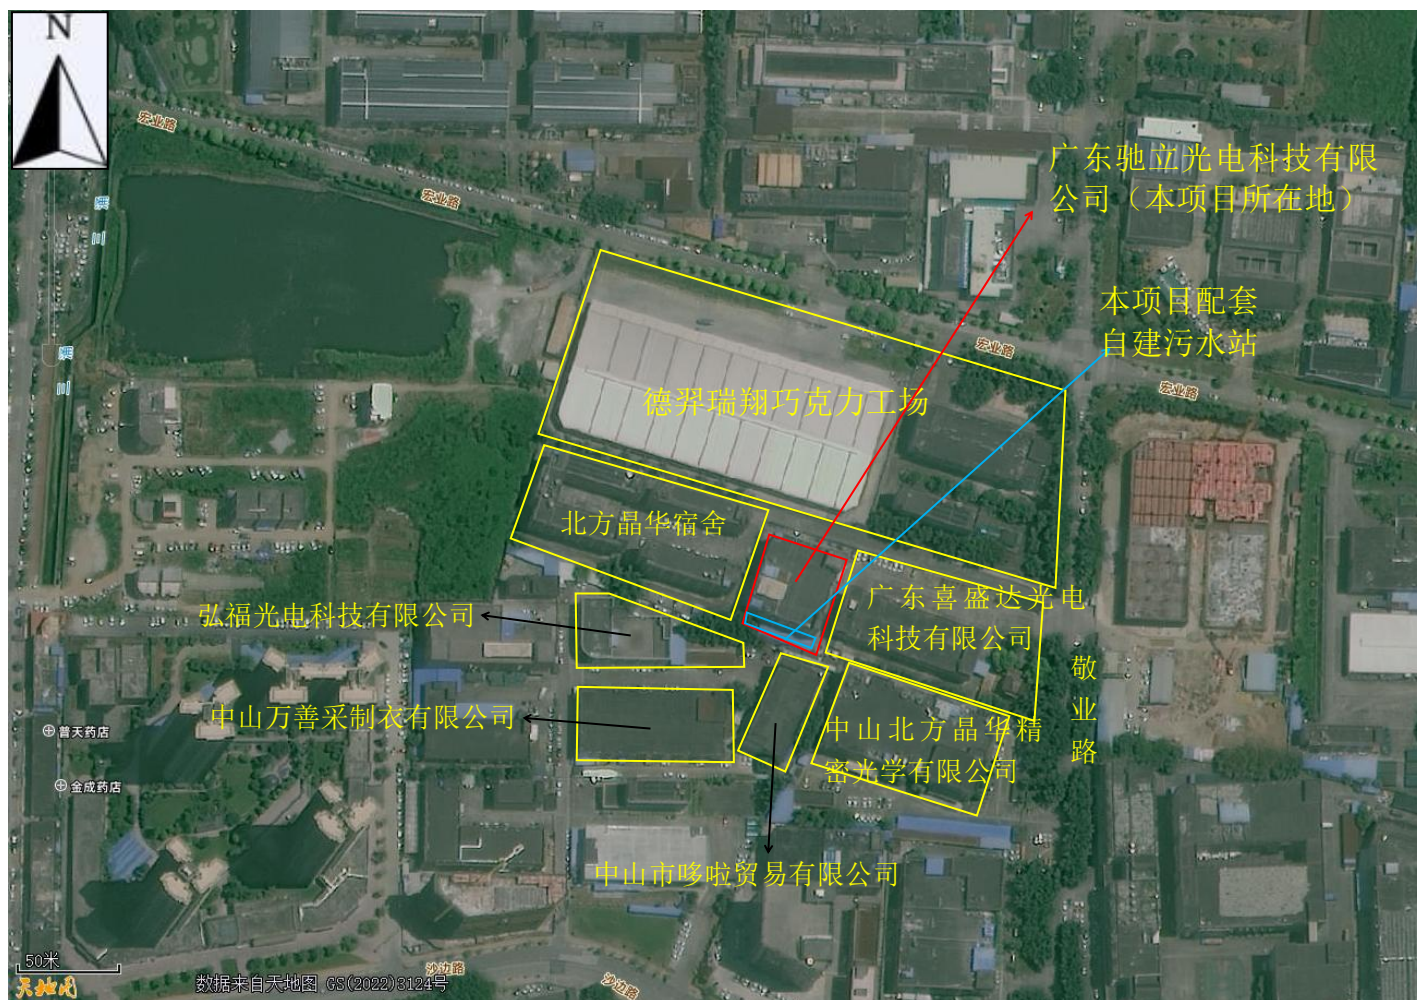 N
宏业路
宏业路
三涌
广东驰立光电科技有限
公司（本项目所在地）
本项目配套
自建污水站
宏业路
三涌
宏业路
德羿瑞翔巧克力工场
北方晶华宿舍
广东喜盛达光电
科技有限公司
弘福光电科技有限公司
敬业路
中山万善采制衣有限公司
中山北方晶华精
密光学有限公司
普天药店
金成药店
中山市哆啦贸易有限公司
50米
沙边路
沙边路
天地图
数据来自天地图 GS(2022)3124号